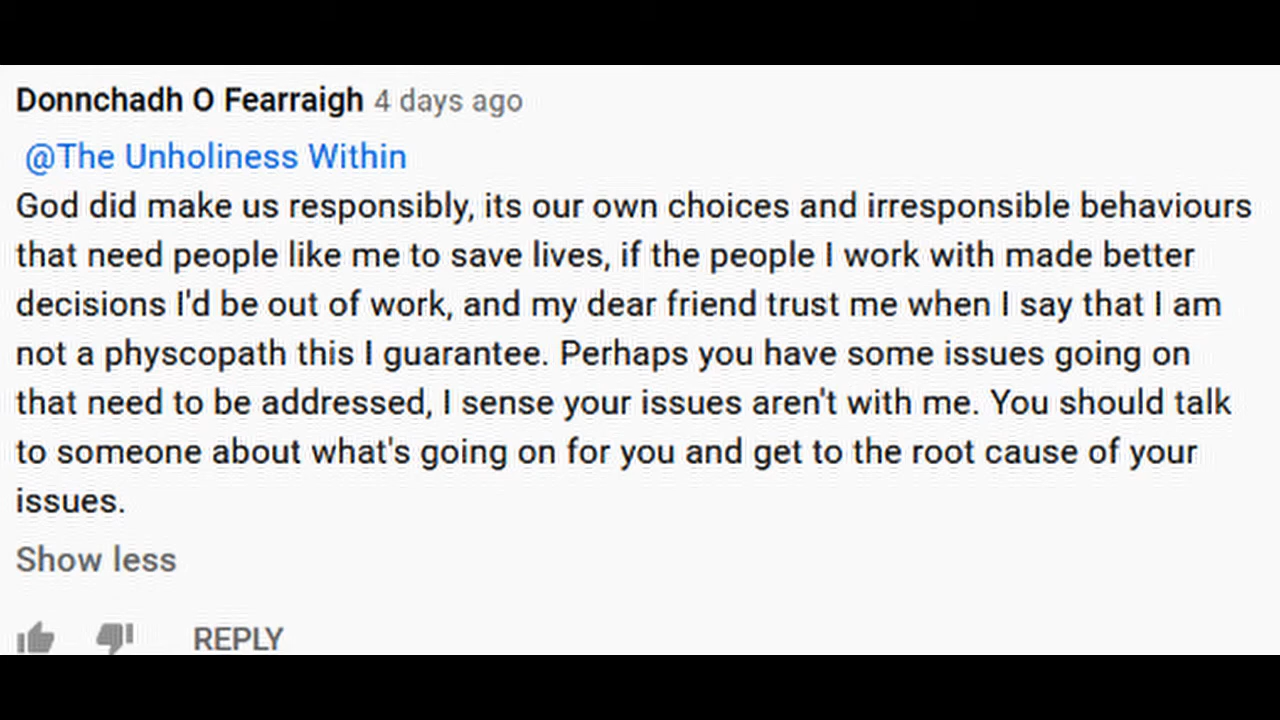 Donnchadh O Fearraigh 4 days ago
@The Unholiness Within
God did make us responsibly, its our own choices and irresponsible behaviours
that need people like me to save lives, if the people I work with made better
decisions I'd be out of work, and my dear friend trust me when I say that I am
not a physcopath this I guarantee. Perhaps you have some issues going on
that need to be addressed, I sense your issues aren't with me. You should talk
to someone about what's going on for you and get to the root cause of your
issues.
Show less
REPLY